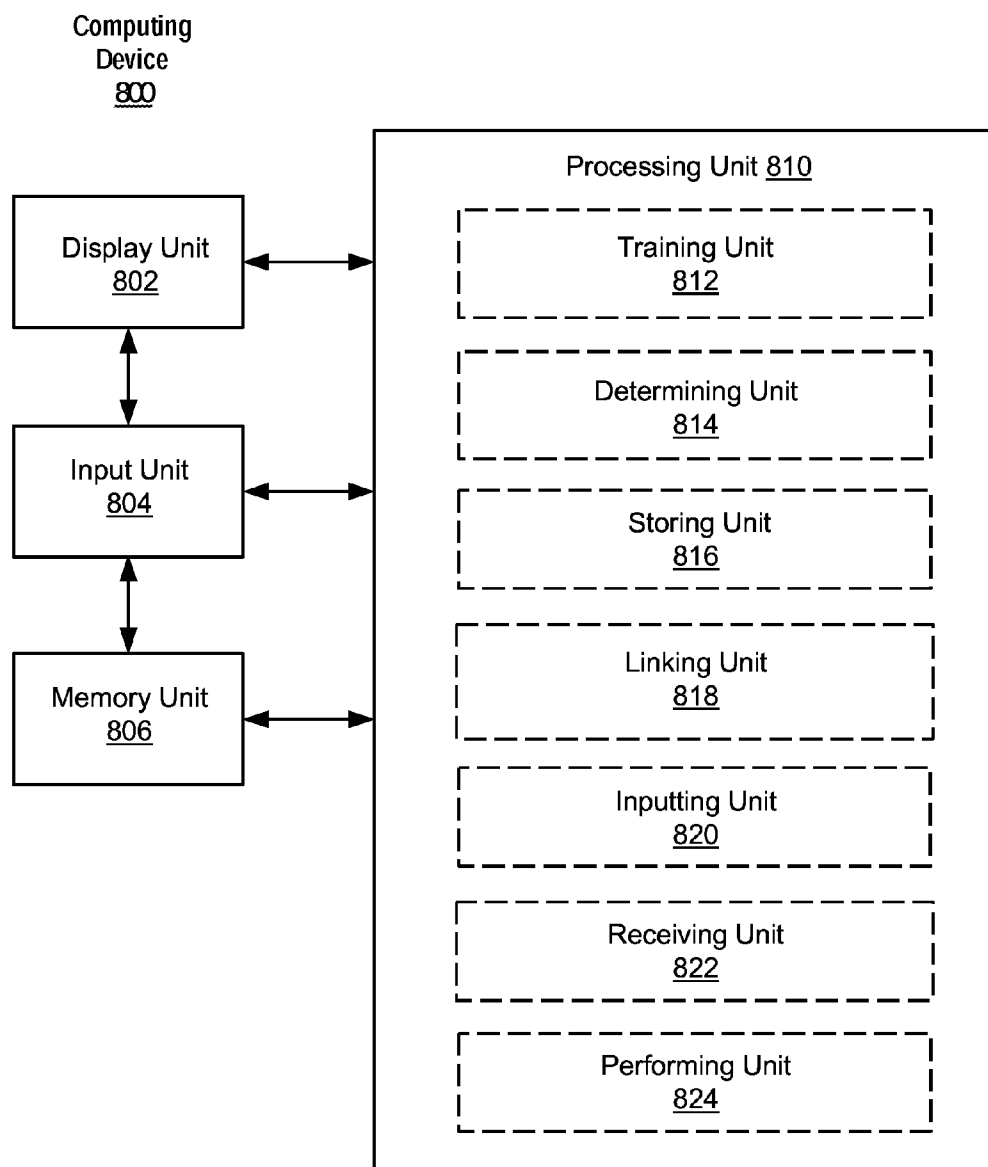 Computing
Device
800
Processing Unit 810
Display Unit
802
Input Unit
804
Memory Unit
806
Training Unit
812
Determining Unit
814
Storing Unit
816
Linking Unit
818
Inputting Unit
820
Receiving Unit
822
Performing Unit
824